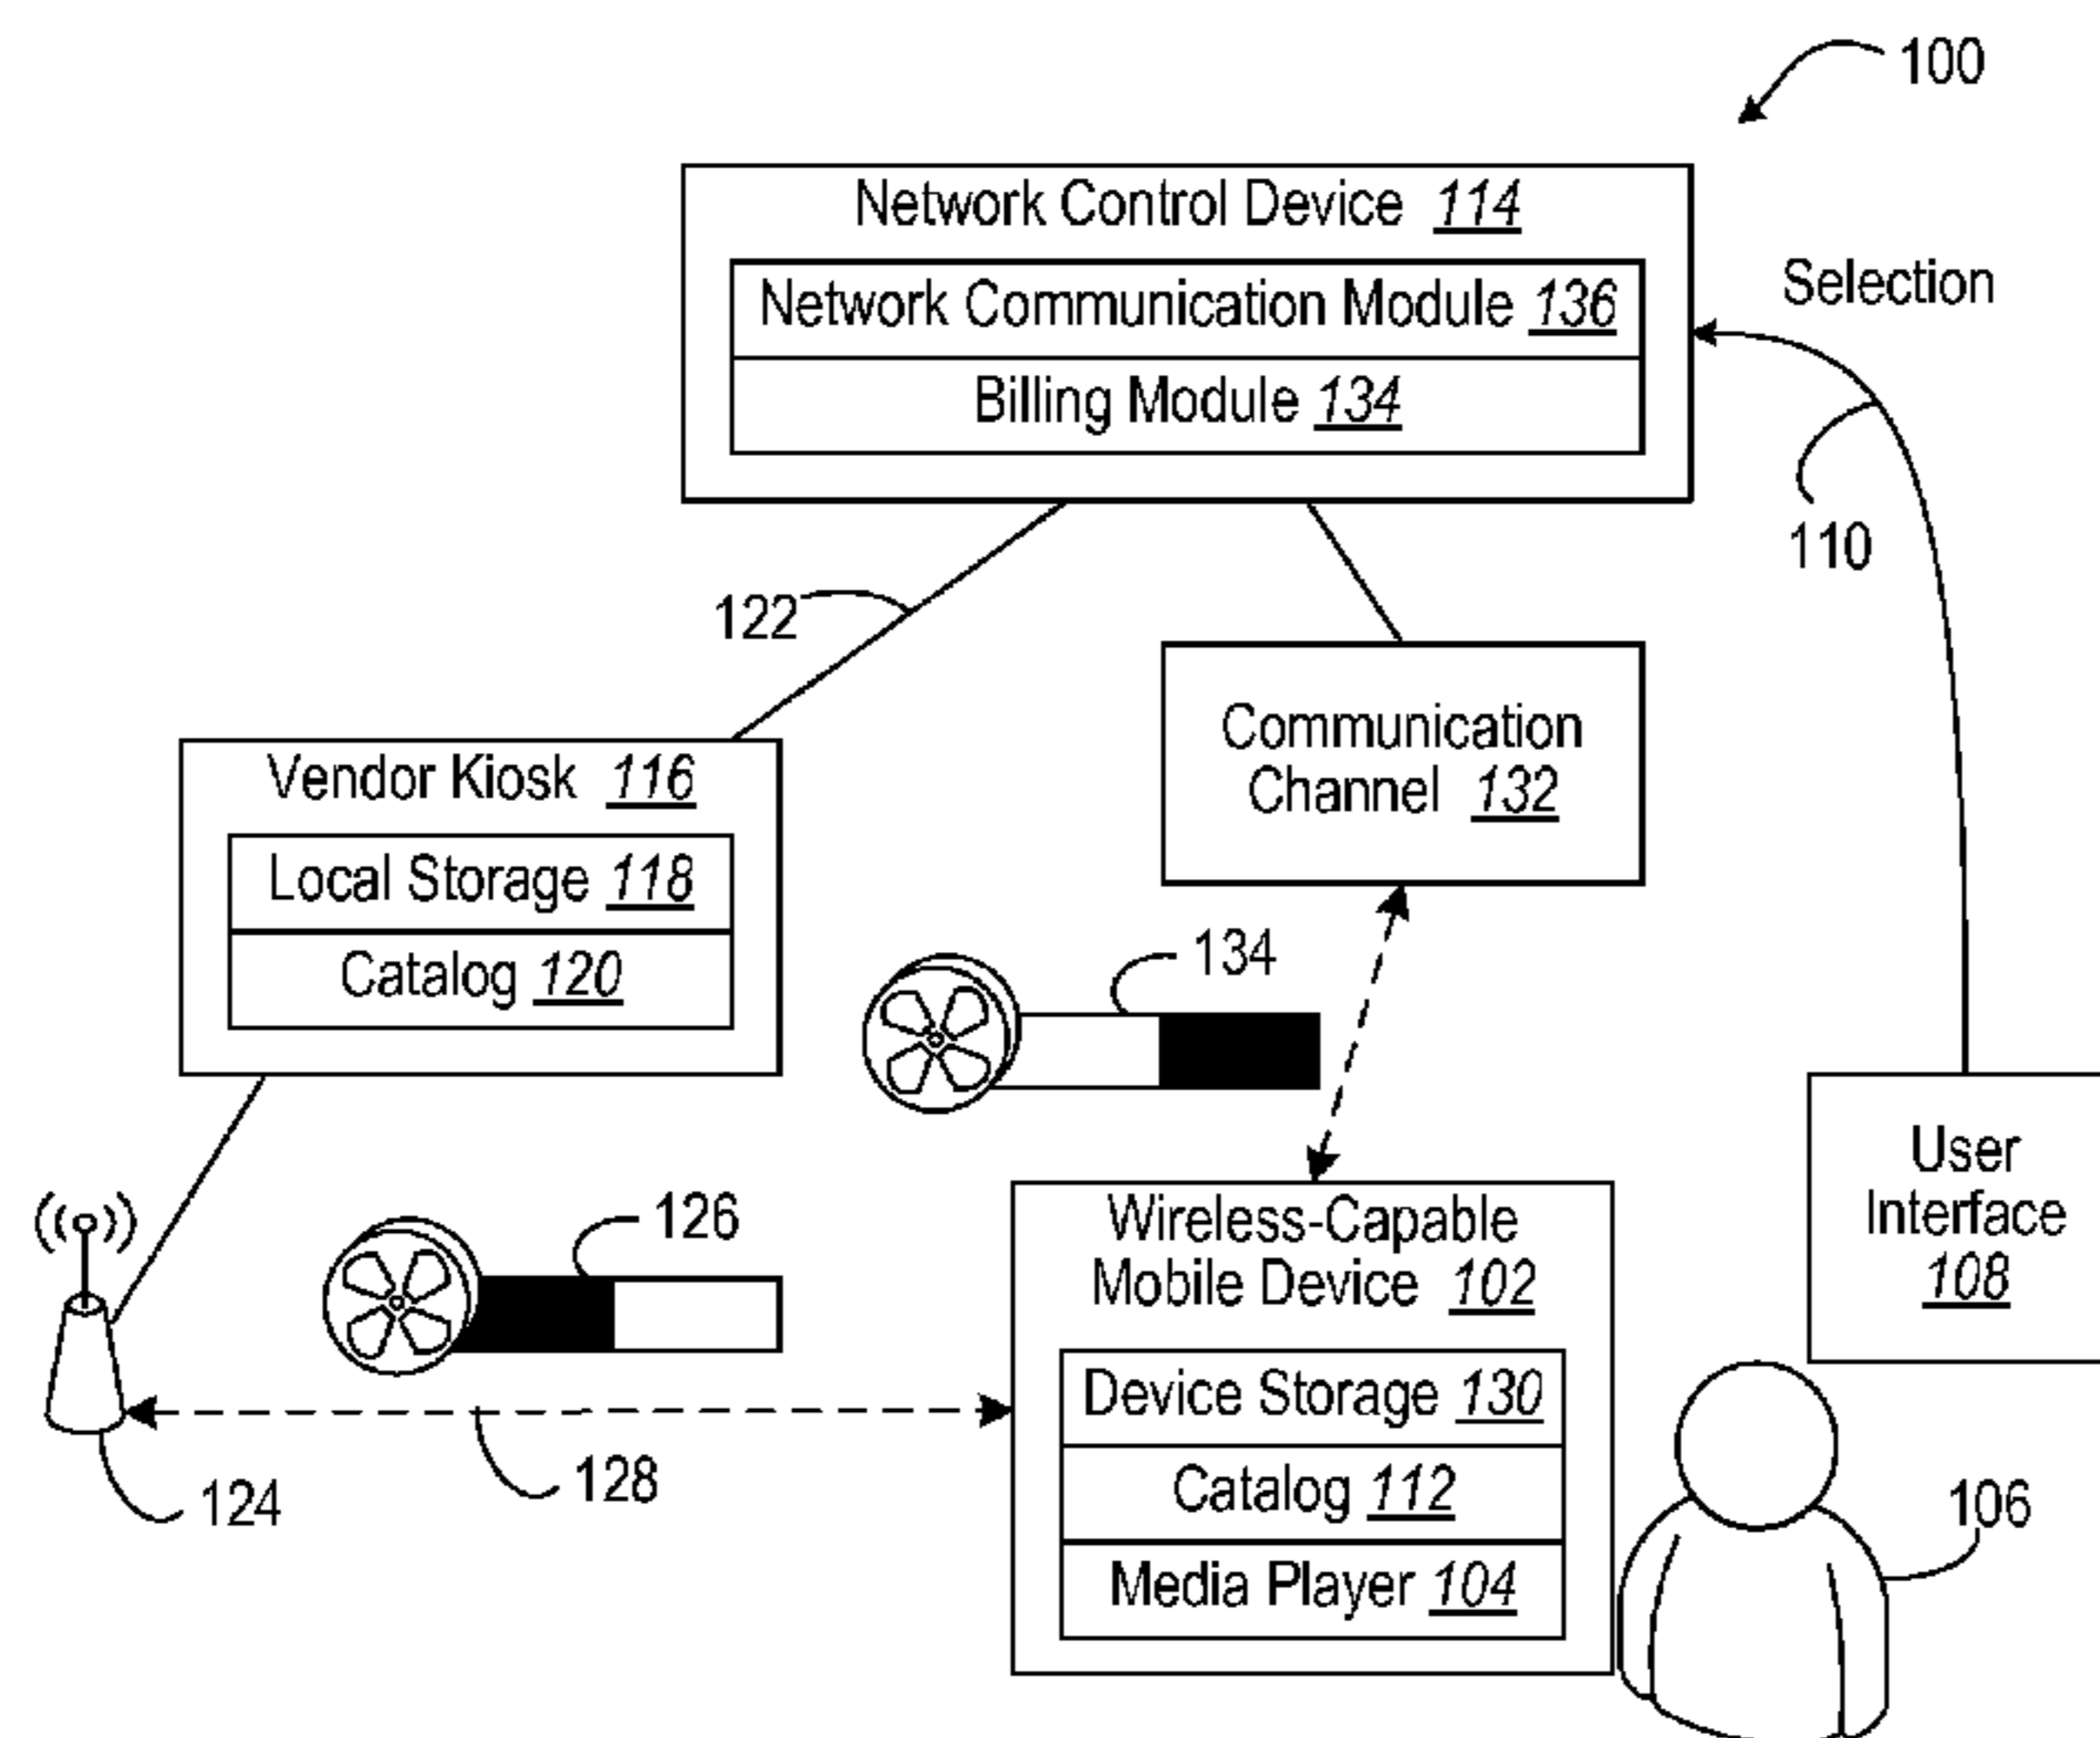 100
Network Control Device 114
Network Communication Module 136
Billing Module 134
Selection
110
122
Communication
Channel 132
Vendor Kiosk 116
Local Storage 118
Catalog 120
134
126
User
Interface
108
Wireless-Capable
Mobile Device 102
Device Storage 130
Catalog 112
Media Player 104
124
128
106